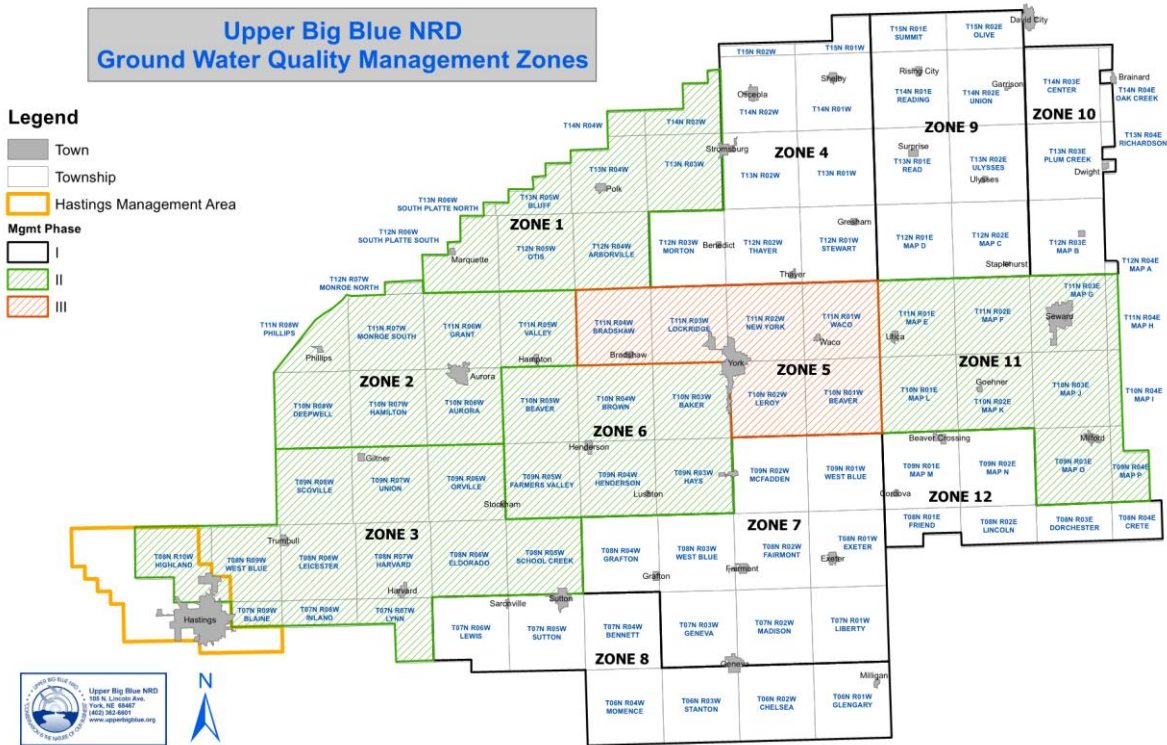 Upper Big Blue NRD
Ground Water Quality Management Zones
Legend
Town
Township
Hastings Management Area
Mgmt Phase
I
II
III
David City
T15N R02W
T15N R01W
T15N R01E
SUMMIT
T15N R02E
OLIVE
Osceola
Shelby
Rising City
Garrison
Brainard
T14N R04W
T14N R03W
T14N R02W
T14N R01W
T14N R01E
READING
T14N R02E
UNION
T14N R03E
CENTER
T14N R04E
OAK CREEK
ZONE 4
ZONE 9
ZONE 10
Stromsburg
Surprise
Ulysses
Dwight
T13N R06W
SOUTH PLATTE NORTH
T13N R05W
BLUFF
T13N R04W
T13N R03W
T13N R02W
T13N R01W
T13N R01E
READ
T13N R02E
ULYSSES
T13N R03E
PLUM CREEK
T13N R04E
RICHARDSON
Polk
ZONE 1
T12N R07W
MONROE NORTH
T12N R06W
SOUTH PLATTE SOUTH
T12N R05W
OTIS
T12N R04W
ARBORVILLE
T12N R03W
MORTON
T12N R02W
THAYER
T12N R01W
STEWART
T12N R01E
MAP D
T12N R02E
MAP C
T12N R03E
MAP B
T12N R04E
MAP A
Marquette
Benedict
Gresham
Thayer
Staplehurst
T11N R08W
PHILLIPS
T11N R07W
MONROE SOUTH
T11N R06W
GRANT
T11N R05W
VALLEY
T11N R04W
BRADSHAW
T11N R03W
LOCKRIDGE
T11N R02W
NEW YORK
T11N R01W
WACO
T11N R01E
MAP E
T11N R02E
MAP F
T11N R03E
MAP G
T11N R04E
MAP H
Phillips
Aurora
Hampton
Bradshaw
York
Waco
Utica
Seward
Goehner
ZONE 2
ZONE 5
ZONE 11
T10N R08W
DEEPWELL
T10N R07W
HAMILTON
T10N R06W
AURORA
T10N R05W
BEAVER
T10N R04W
BROWN
T10N R03W
BAKER
T10N R02W
LEROY
T10N R01W
BEAVER
T10N R01E
MAP L
T10N R02E
MAP K
T10N R03E
MAP J
T10N R04E
MAP I
ZONE 6
Giltner
Henderson
Stockham
Lushton
Beaver Crossing
Cordova
Milford
T09N R08W
SCOVILLE
T09N R07W
UNION
T09N R06W
ORVILLE
T09N R05W
FARMERS VALLEY
T09N R04W
HENDERSON
T09N R03W
HAYS
T09N R02W
MCFADDEN
T09N R01W
WEST BLUE
T09N R01E
MAP M
T09N R02E
MAP N
T09N R03E
MAP O
T09N R04E
MAP P
ZONE 3
ZONE 7
ZONE 12
T08N R10W
HIGHLAND
T08N R09W
WEST BLUE
T08N R08W
LEICESTER
T08N R07W
HARVARD
T08N R06W
ELDORADO
T08N R05W
SCHOOL CREEK
T08N R04W
GRAFTON
T08N R03W
WEST BLUE
T08N R02W
FAIRMONT
T08N R01W
EXETER
T08N R01E
FRIEND
T08N R02E
LINCOLN
T08N R03E
DORCHESTER
T08N R04E
CRETE
Trumbull
Harvard
Hastings
Saronville
Sutton
Grafton
Fairmont
Exeter
T07N R09W
BLAINE
T07N R08W
INLAND
T07N R07W
LYNN
T07N R06W
LEWIS
T07N R05W
SUTTON
T07N R04W
BENNETT
T07N R03W
GENEVA
T07N R02W
MADISON
T07N R01W
LIBERTY
ZONE 8
Geneva
Milligan
T06N R04W
MOMENCE
T06N R03W
STANTON
T06N R02W
CHELSEA
T06N R01W
GLENGARY
UPPER BIG BLUE NRD
CONSERVATION IS THE NATURE OF OUR BUSINESS
Upper Big Blue NRD
105 N. Lincoln Ave.
York, NE 68467
(402) 362-6601
www.upperbigblue.org
N